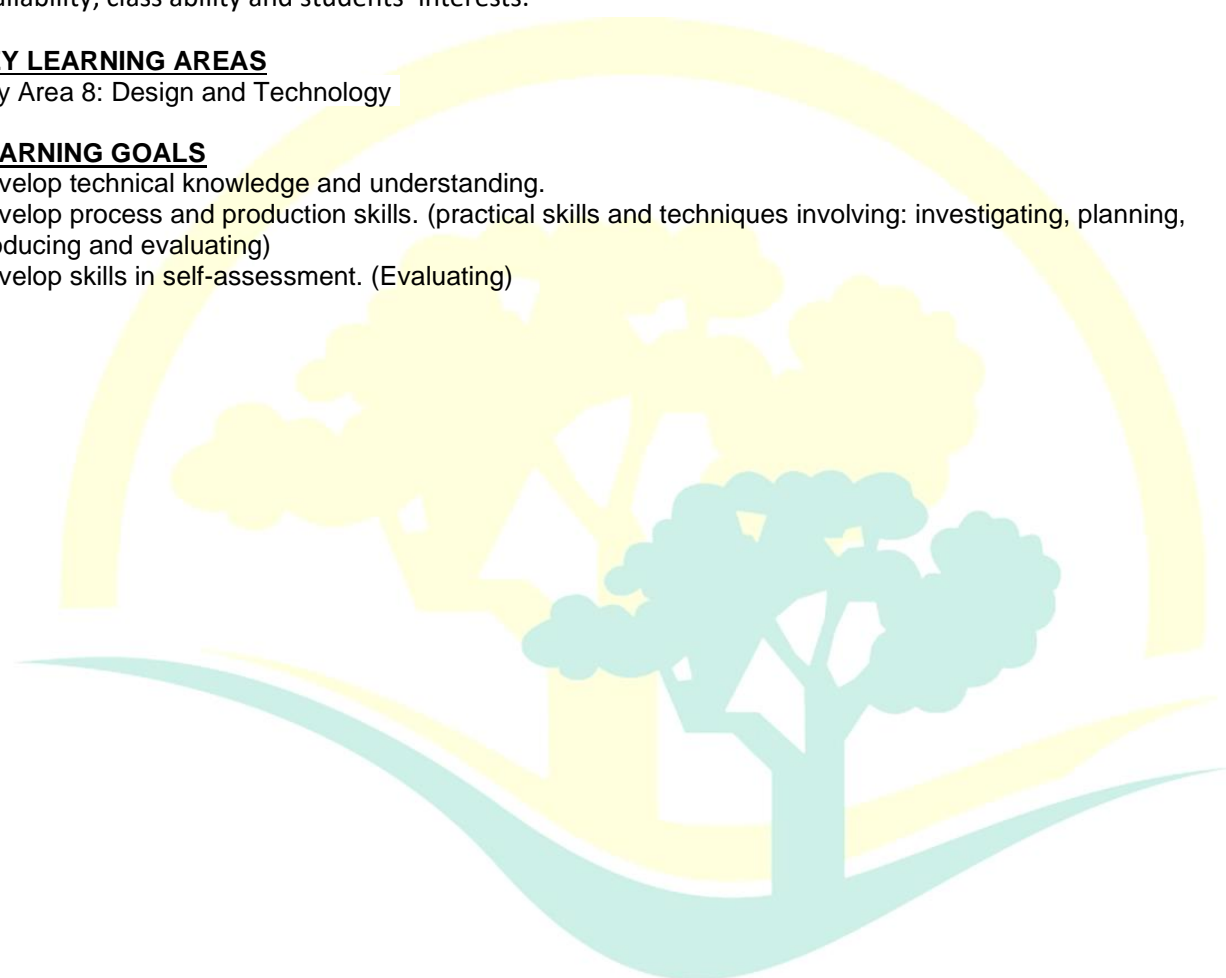 ailability, class ability and students' interests.
EY LEARNING AREAS
y Area 8: Design and Technology
ARNING GOALS
velop technical knowledge and understanding.
velop process and production skills. (practical skills and techniques involving: investigating, planning,
oducing and evaluating)
velop skills in self-assessment. (Evaluating)